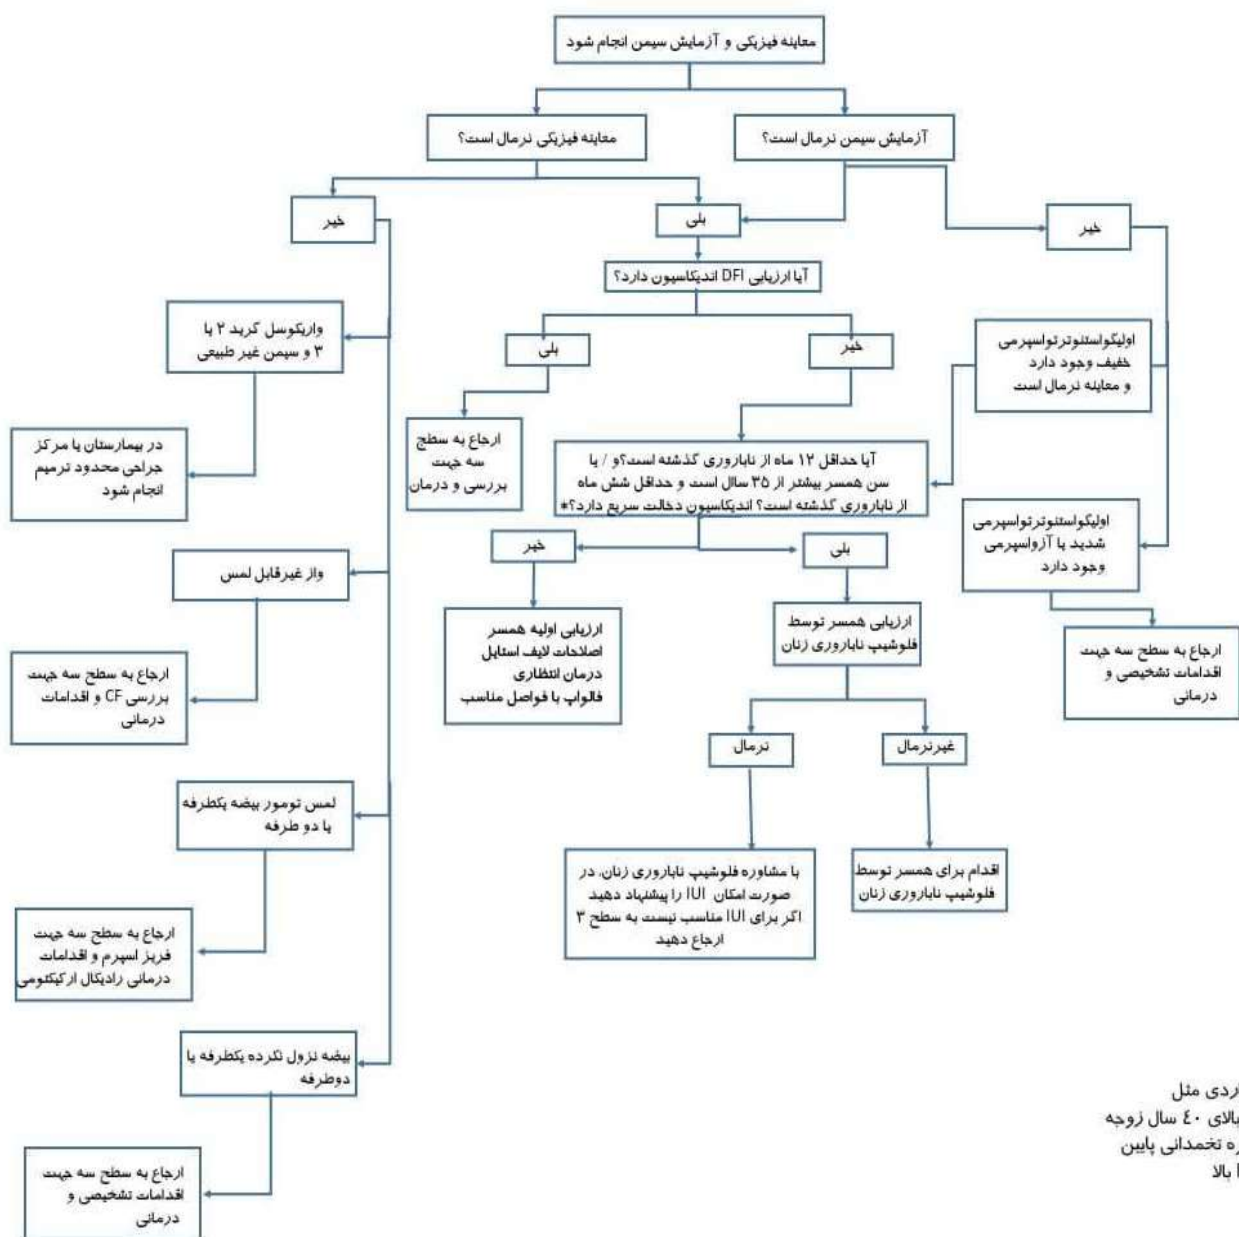 معاینه فیزیکی و آزمایش سیمن انجام شود
آزمایش سیمن نرمال است؟
معاینه فیزیکی نرمال است؟
خیر
بلی
خیر
آیا ارزیابی DFI اندیکاسیون دارد؟
واریکوسل گرید ۲ یا
۳ و سیمن غیر طبیعی
بلی
خیر
اولیگواستنوترتواسپرمی
خفیف وجود دارد
و معاینه نرمال است
در بیمارستان یا مرکز
جراحی محدود ترمیم
انجام شود
ارجاع به سطح
سه جهت
بررسی و درمان
آیا حداقل ۱۲ ماه از ناباروری گذشته است؟و / یا
سن همسر بیشتر از ۳۵ سال است و حداقل شش ماه
از ناباروری گذشته است؟ اندیکاسیون دخالت سریع دارد؟*
اولیگواستنوترتواسپرمی
شدید یا آزواسپرمی
وجود دارد
خیر
بلی
واز غیرقابل لمس
ارزیابی اولیه همسر
اصلاحات لایف استایل
درمان انتظاری
فالواپ با فواصل مناسب
ارزیابی همسر توسط
فلوشیپ ناباروری زنان
ارجاع به سطح سه جهت
اقدامات تشخیصی و
درمانی
ارجاع به سطح سه جهت
بررسی CF و اقدامات
درمانی
نرمال
غیرنرمال
لمس تومور بیضه یکطرفه
یا دو طرفه
با مشاوره فلوشیپ ناباروری زنان، در
صورت امکان IUI را پیشنهاد دهید
اگر برای IUI مناسب نیست به سطح ۳
ارجاع دهید
اقدام برای همسر توسط
فلوشیپ ناباروری زنان
ارجاع به سطح سه جهت
فریز اسپرم و اقدامات
درمانی رادیکال ارکیکتومی
بیضه نزول نکرده یکطرفه یا
دوطرفه
ارجاع به سطح سه جهت
اقدامات تشخیصی و
درمانی
مثل
بالای ٤٠ سال زوجه
تخمدانی پایین
بالا